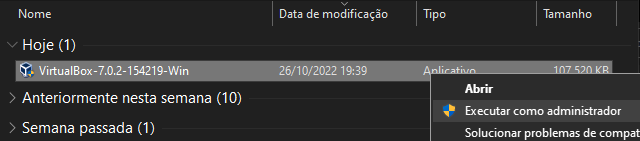 Nome Data de modificação Tipo Tamanho
Hoje (1)
VirtualBox-7.0.2-154219-Win 26/10/2022 19:39 Aplicativo 107.520 KB
Abrir
Anteriormente nesta semana (10)
Executar como administrador
Semana passada (1)
Solucionar problemas de compat